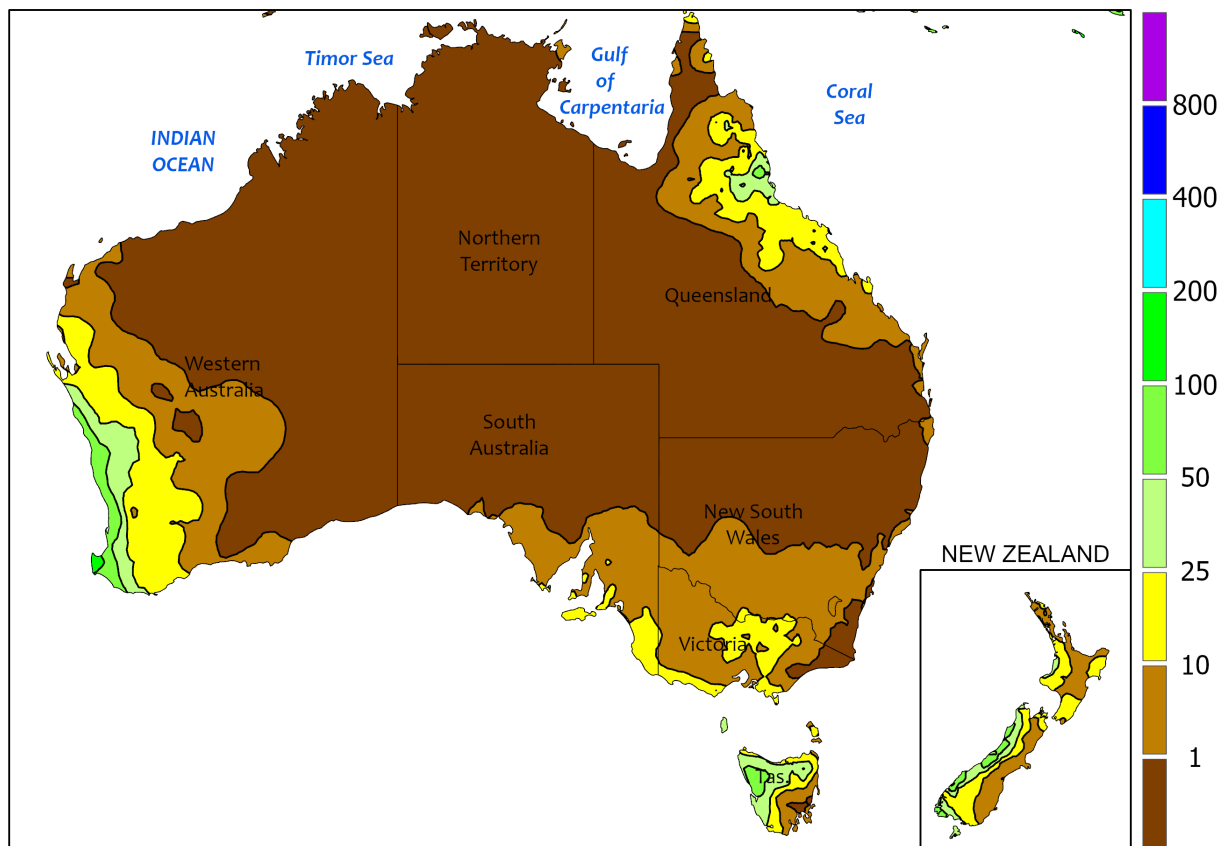 Timor Sea
Gulf
of
Carpentaria
Coral
Sea
INDIAN
OCEAN
Northern
Territory
Queensland
Western
Australia
South
Australia
New South
Wales
Victoria
Tas.
NEW ZEALAND
800
400
200
100
50
25
10
1